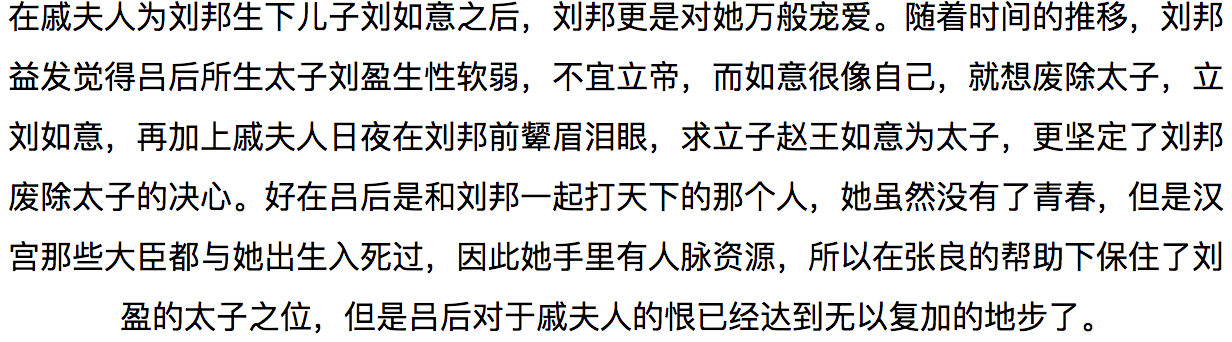 在戚夫人为刘邦生下儿子刘如意之后，刘邦更是对她万般宠爱。随着时间的推移，刘邦
益发觉得吕后所生太子刘盈生性软弱，不宜立帝，而如意很像自己，就想废除太子，立
刘如意，再加上戚夫人日夜在刘邦前颦眉泪眼，求立子赵王如意为太子，更坚定了刘邦
废除太子的决心。好在吕后是和刘邦一起打天下的那个人，她虽然没有了青春，但是汉
宫那些大臣都与她出生入死过，因此她手里有人脉资源，所以在张良的帮助下保住了刘
盈的太子之位，但是吕后对于戚夫人的恨已经达到无以复加的地步了。